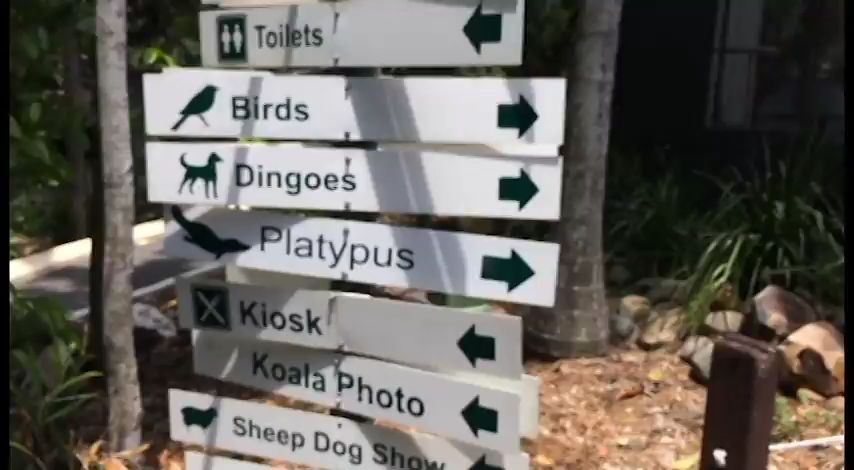 Toilets
Birds
Dingoes
Platypus
Kiosk
Koala Photo
Sheep Dog Show